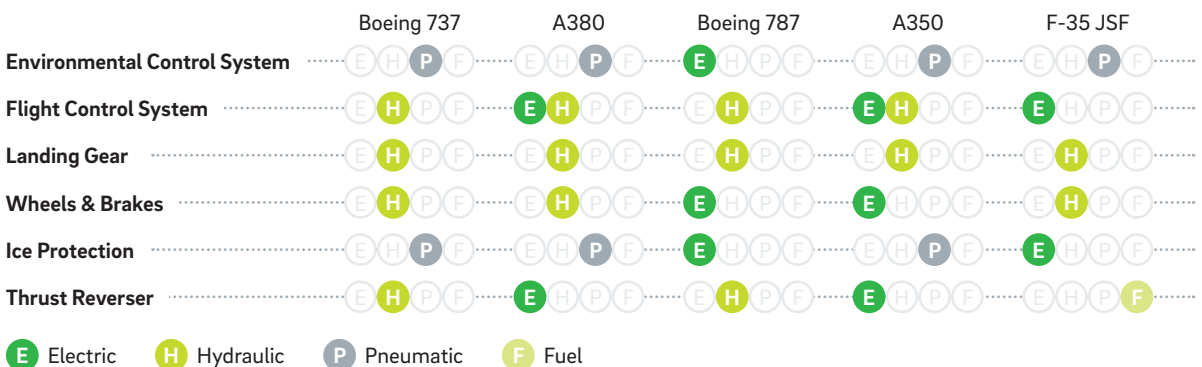 Boeing 737 A380 Boeing 787 A350 F-35 JSF
Environmental Control System E H P F E H P F E H P F E H P F E H P F
Flight Control System E H P F E H P F E H P F E H P F E H P F
Landing Gear E H P F E H P F E H P F E H P F E H P F
Wheels & Brakes E H P F E H P F E H P F E H P F E H P F
Ice Protection E H P F E H P F E H P F E H P F E H P F
Thrust Reverser E H P F E H P F E H P F E H P F E H P F
E Electric H Hydraulic P Pneumatic F Fuel